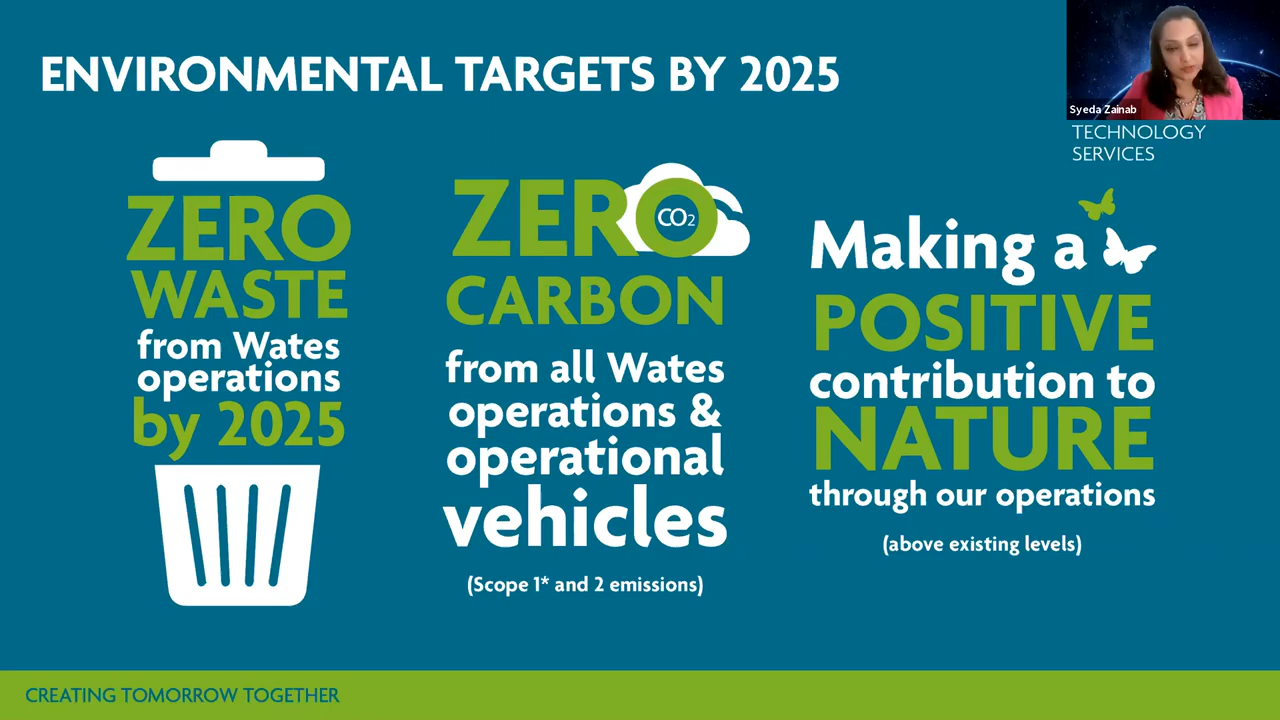 ENVIRONMENTAL TARGETS BY 2025
Syeda Zainab
TECHNOLOGY
SERVICES
ZERO
WASTE
from Wates
operations
by 2025
ZERO
CO2
CARBON
from all Wates
operations &
operational
vehicles
(Scope 1* and 2 emissions)
Making a
POSITIVE
contribution to
NATURE
through our operations
(above existing levels)
CREATING TOMORROW TOGETHER